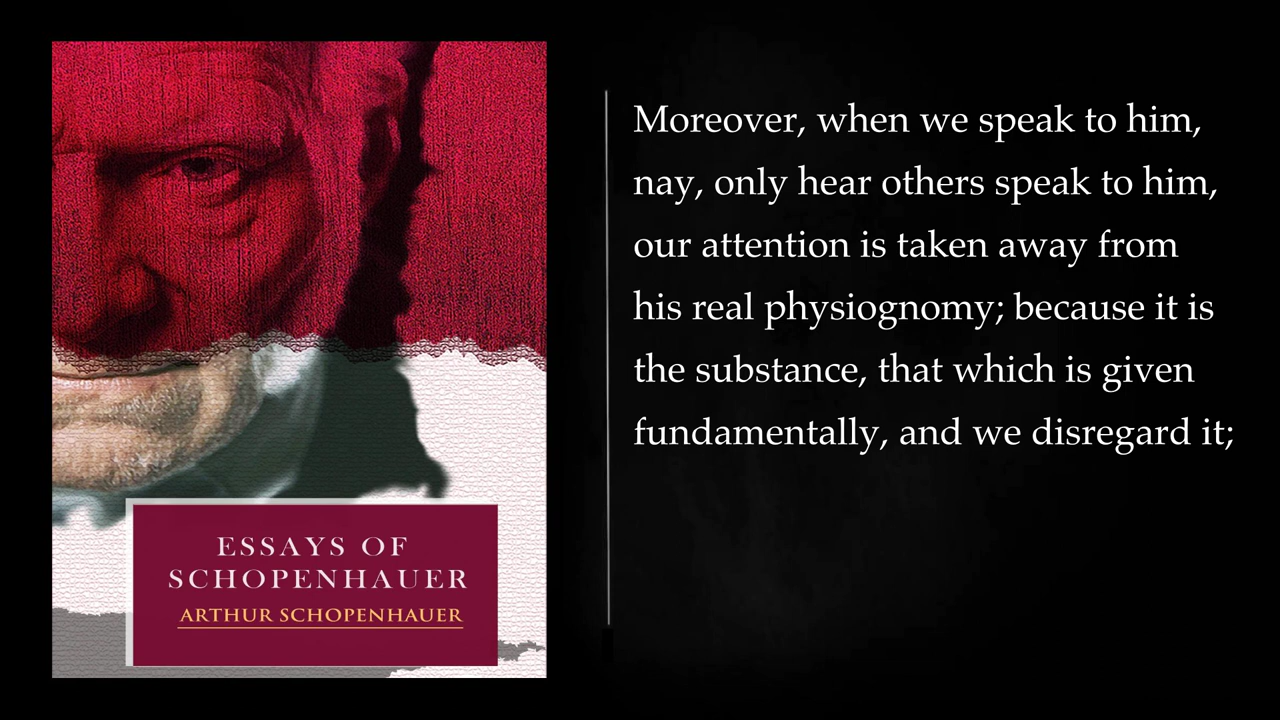 ESSAYS OF
SCHOPENHAUER
ARTHUR SCHOPENHAUER
Moreover, when we speak to him,
nay, only hear others speak to him,
our attention is taken away from
his real physiognomy; because it is
the substance, that which is given
fundamentally, and we disregard it;